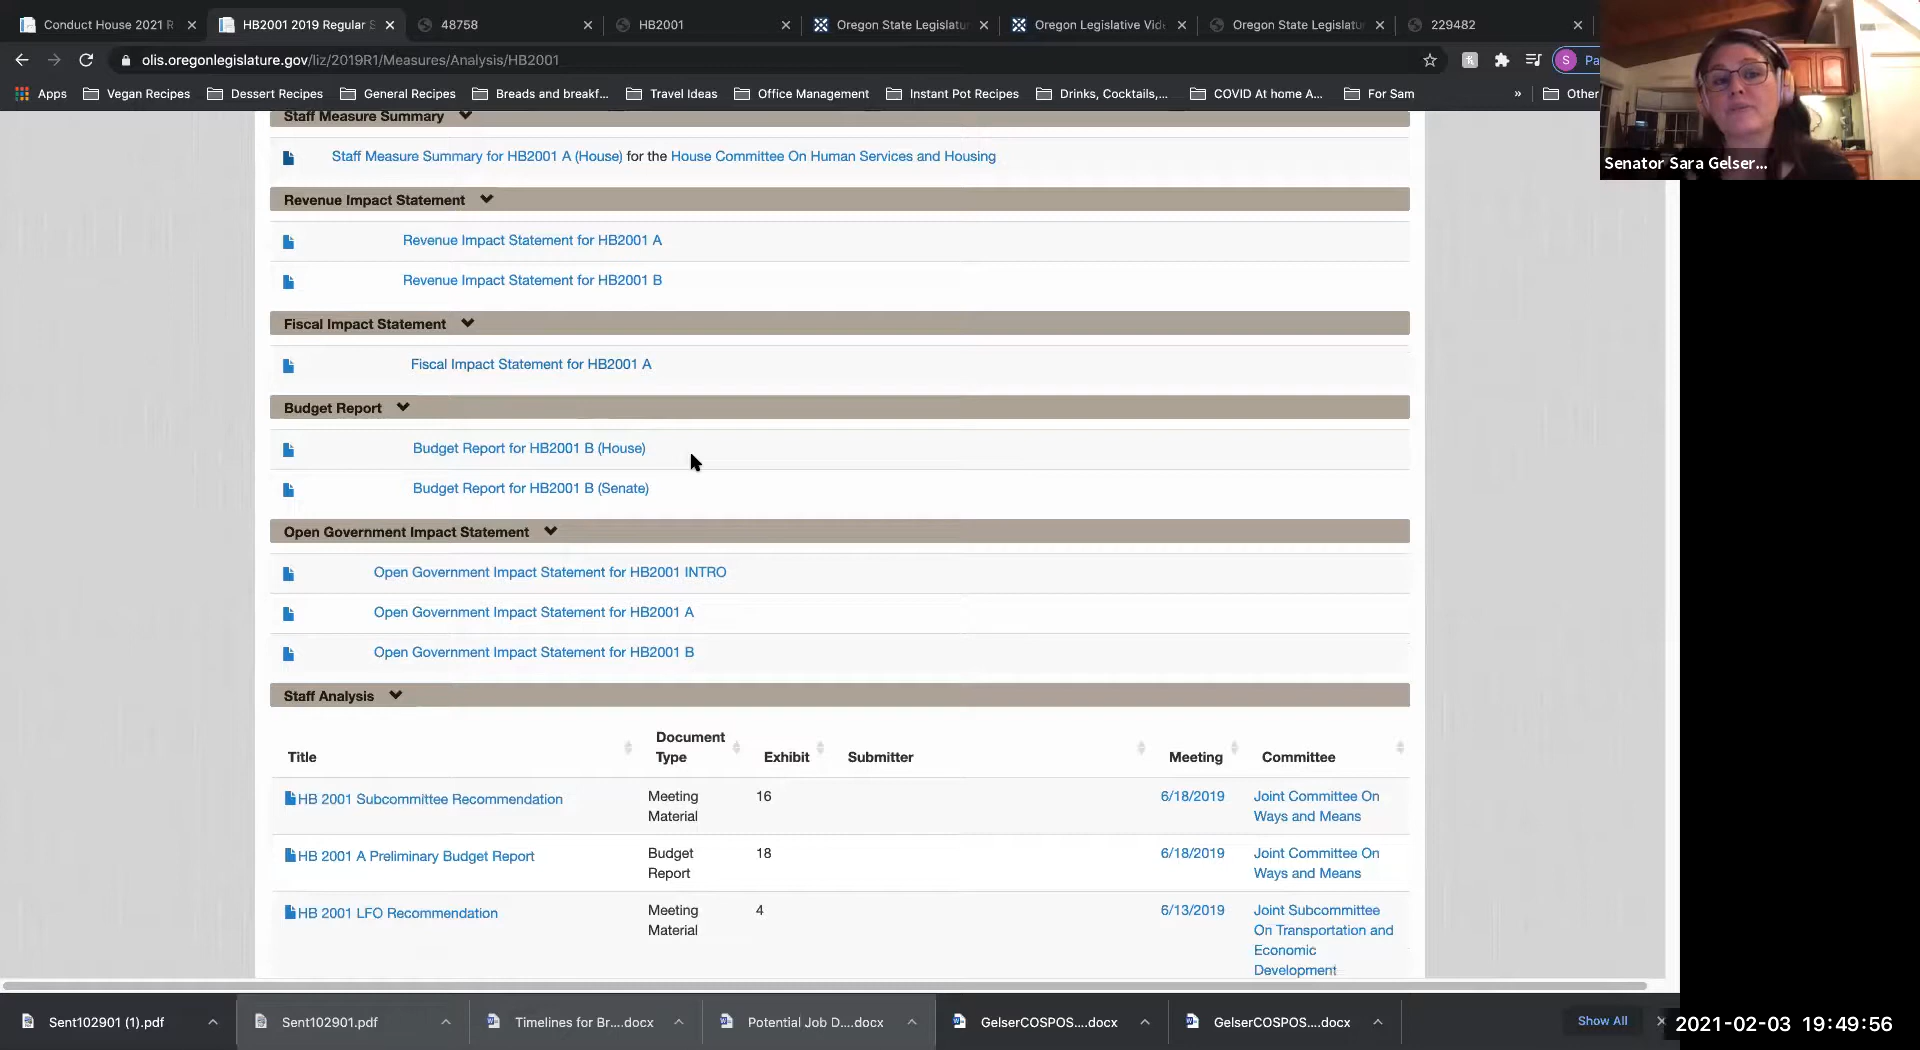 Conduct House 2021 R
HB2001 2019 Regular S
48758
HB2001
Oregon State Legislatu
Oregon Legislative Vide
Oregon State Legislatu
229482
olis.oregonlegislature.gov/liz/2019R1/Measures/Analysis/HB2001
S
Pa
Apps
Vegan Recipes
Dessert Recipes
General Recipes
Breads and breakf...
Travel Ideas
Office Management
Instant Pot Recipes
Drinks, Cocktails,...
COVID At home A...
For Sam
»
Other
Senator Sara Gelser...
Staff Measure Summary
Staff Measure Summary for HB2001 A (House) for the House Committee On Human Services and Housing
Revenue Impact Statement
Revenue Impact Statement for HB2001 A
Revenue Impact Statement for HB2001 B
Fiscal Impact Statement
Fiscal Impact Statement for HB2001 A
Budget Report
Budget Report for HB2001 B (House)
Budget Report for HB2001 B (Senate)
Open Government Impact Statement
Open Government Impact Statement for HB2001 INTRO
Open Government Impact Statement for HB2001 A
Open Government Impact Statement for HB2001 B
Staff Analysis
Title
Document
Type
Exhibit
Submitter
Meeting
Committee
HB 2001 Subcommittee Recommendation
Meeting
Material
16
6/18/2019
Joint Committee On
Ways and Means
HB 2001 A Preliminary Budget Report
Budget
Report
18
6/18/2019
Joint Committee On
Ways and Means
HB 2001 LFO Recommendation
Meeting
Material
4
6/13/2019
Joint Subcommittee
On Transportation and
Economic
Development
Sent102901 (1).pdf
Sent102901.pdf
Timelines for Br....docx
Potential Job D....docx
GelserCOSPOS....docx
GelserCOSPOS....docx
Show All
2021-02-03 19:49:56